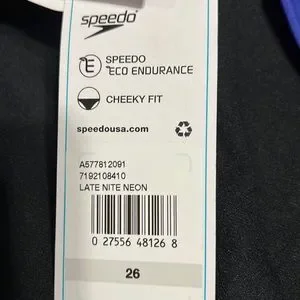 speedo
E SPEEDO
ECO ENDURANCE
CHEEKY FIT
speedousa.com
A577812091
7192108410
LATE NITE NEON
0 27556 48126 8
26